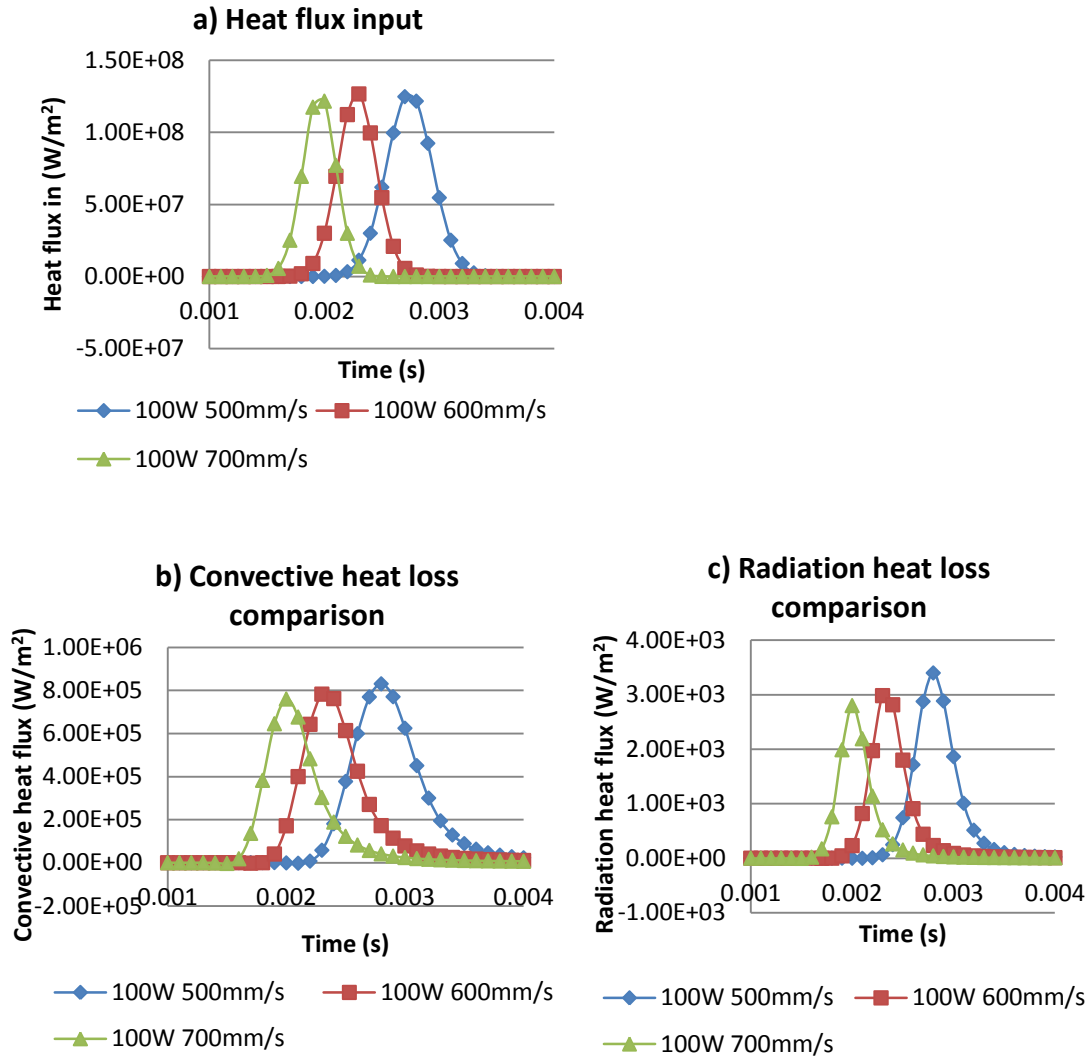 a) Heat flux input
Heat flux in (W/m²)
1.50E+08
1.00E+08
5.00E+07
0.00E+00
-5.00E+07
0.001 0.002 0.003 0.004
Time (s)
100W 500mm/s 100W 600mm/s
100W 700mm/s
b) Convective heat loss
comparison
Convective heat flux (W/m²)
1.00E+06
8.00E+05
6.00E+05
4.00E+05
2.00E+05
0.00E+00
-2.00E+05
0.001 0.002 0.003 0.004
Time (s)
100W 500mm/s 100W 600mm/s
100W 700mm/s
c) Radiation heat loss
comparison
Radiation heat flux (W/m²)
4.00E+03
3.00E+03
2.00E+03
1.00E+03
0.00E+00
-1.00E+03
0.001 0.002 0.003 0.004
Time (s)
100W 500mm/s 100W 600mm/s
100W 700mm/s